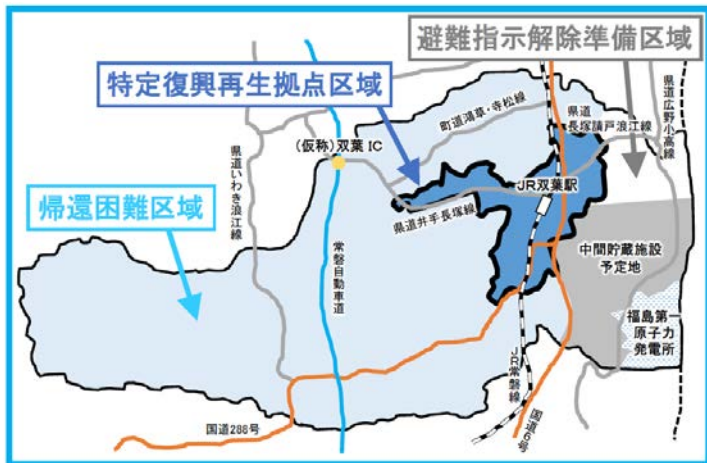 避難指示解除準備区域
特定復興再生拠点区域
県道広野小高線
町道鴻草・寺松線
県道
長塚請戸浪江線
(仮称)双葉 IC
県道いわき浪江線
JR双葉駅
帰還困難区域
県道井手長塚線
中間貯蔵施設
予定地
常磐自動車道
福島第一
原子力
発電所
JR常磐線
国道6号
国道288号